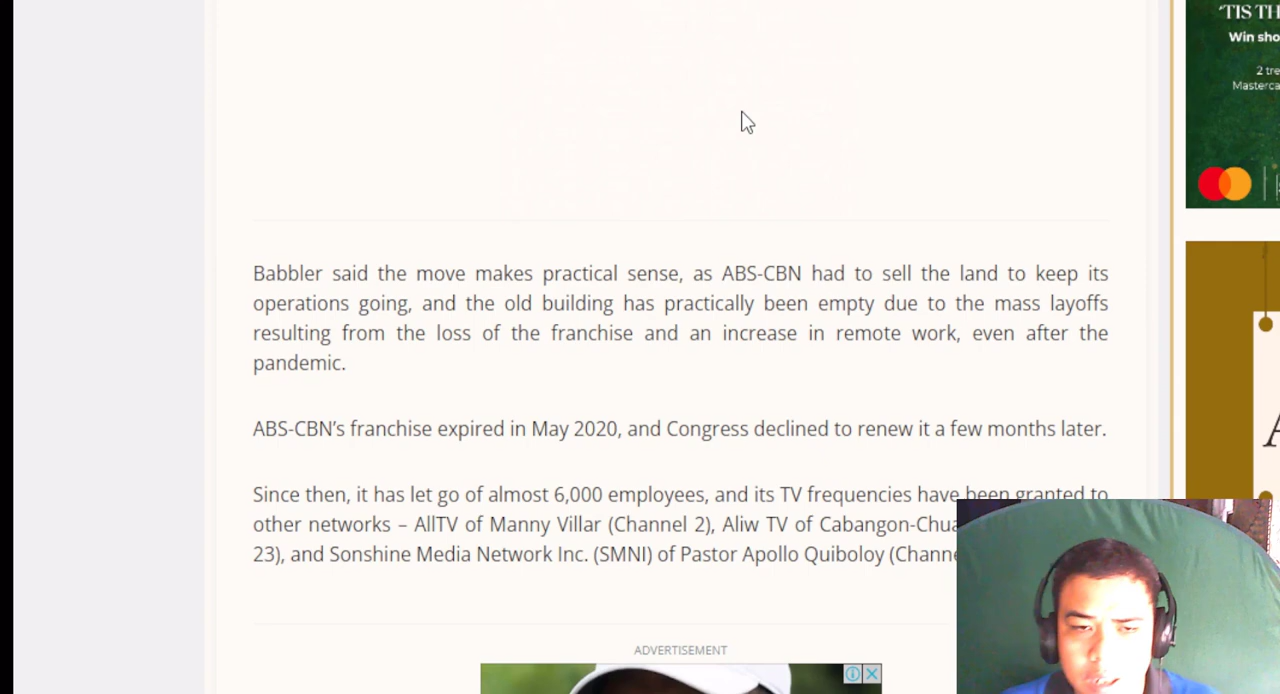 'TIS TH
Win sho
2 tre
Masterca
Babbler said the move makes practical sense, as ABS-CBN had to sell the land to keep its
operations going, and the old building has practically been empty due to the mass layoffs
resulting from the loss of the franchise and an increase in remote work, even after the
pandemic.
ABS-CBN's franchise expired in May 2020, and Congress declined to renew it a few months later.
Since then, it has let go of almost 6,000 employees, and its TV frequencies have been granted to
other networks – AllTV of Manny Villar (Channel 2), Aliw TV of Cabangon-Chua
23), and Sonshine Media Network Inc. (SMNI) of Pastor Apollo Quiboloy (Channe
A
ADVERTISEMENT